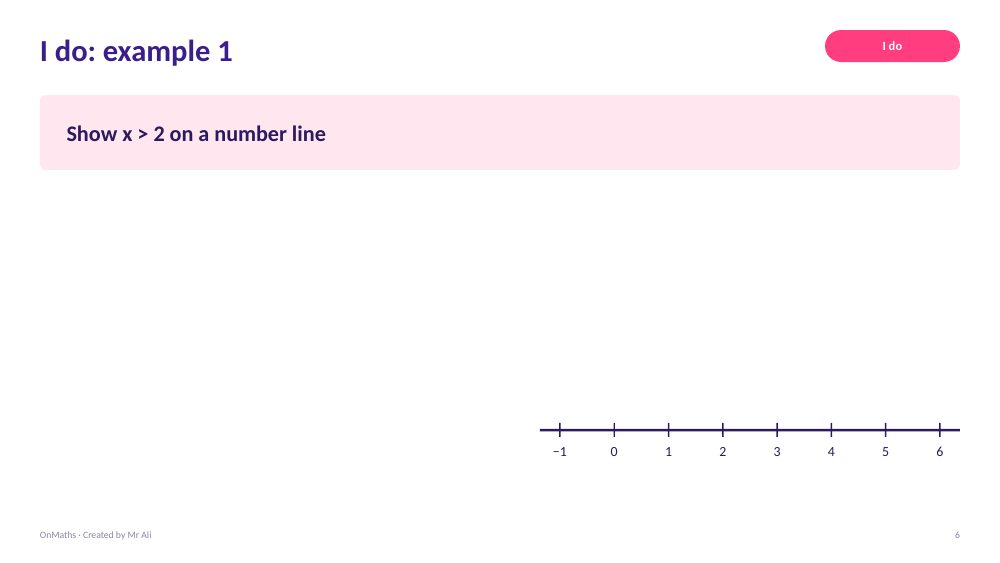 I do: example 1
I do
Show x > 2 on a number line
−1 0 1 2 3 4 5 6
OnMaths · Created by Mr Ali
6